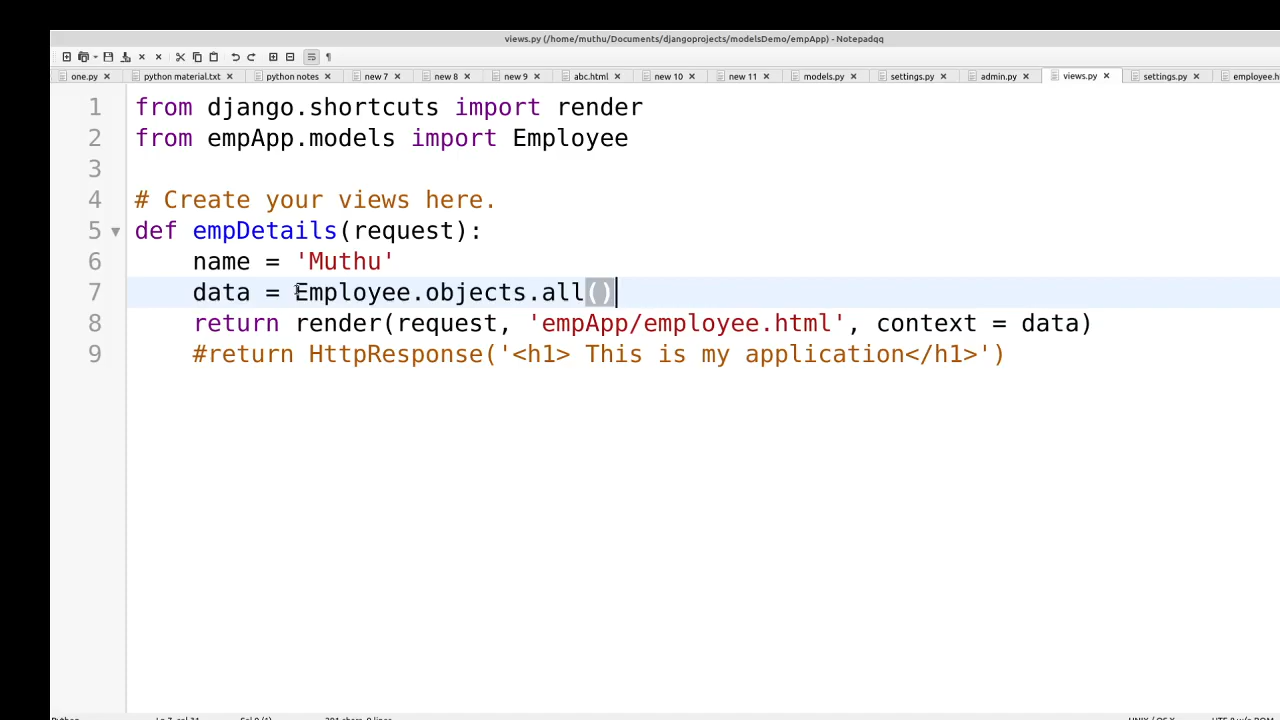 views.py (/home/muthu/Documents/djangoprojects/modelsDemo/empApp) - Notepadqq
one.py python material.txt python notes new 7 new 8 new 9 abc.html new 10 new 11 models.py settings.py admin.py views.py settings.py
1 from django.shortcuts import render
2 from empApp.models import Employee
3
4 # Create your views here.
5 def empDetails(request):
6 name = 'Muthu'
7 data = Employee.objects.all()
8 return render(request, 'empApp/employee.html', context = data)
9 #return HttpResponse('<h1> This is my application</h1>')